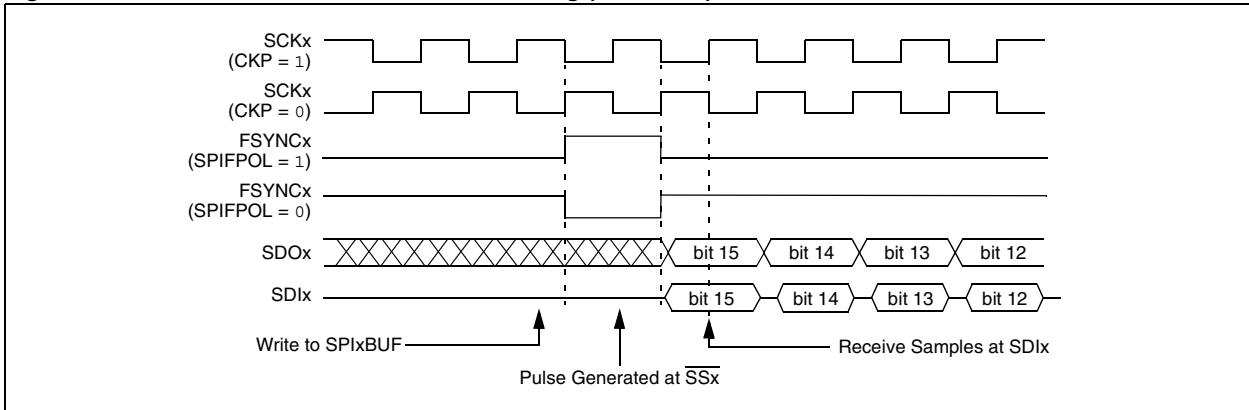 SCKx
(CKP = 1)
SCKx
(CKP = 0)
FSYNCx
(SPIFPOL = 1)
FSYNCx
(SPIFPOL = 0)
SDOx
bit 15 bit 14 bit 13 bit 12
SDIx
bit 15 bit 14 bit 13 bit 12
Write to SPIxBUF
Receive Samples at SDIx
Pulse Generated at SSx